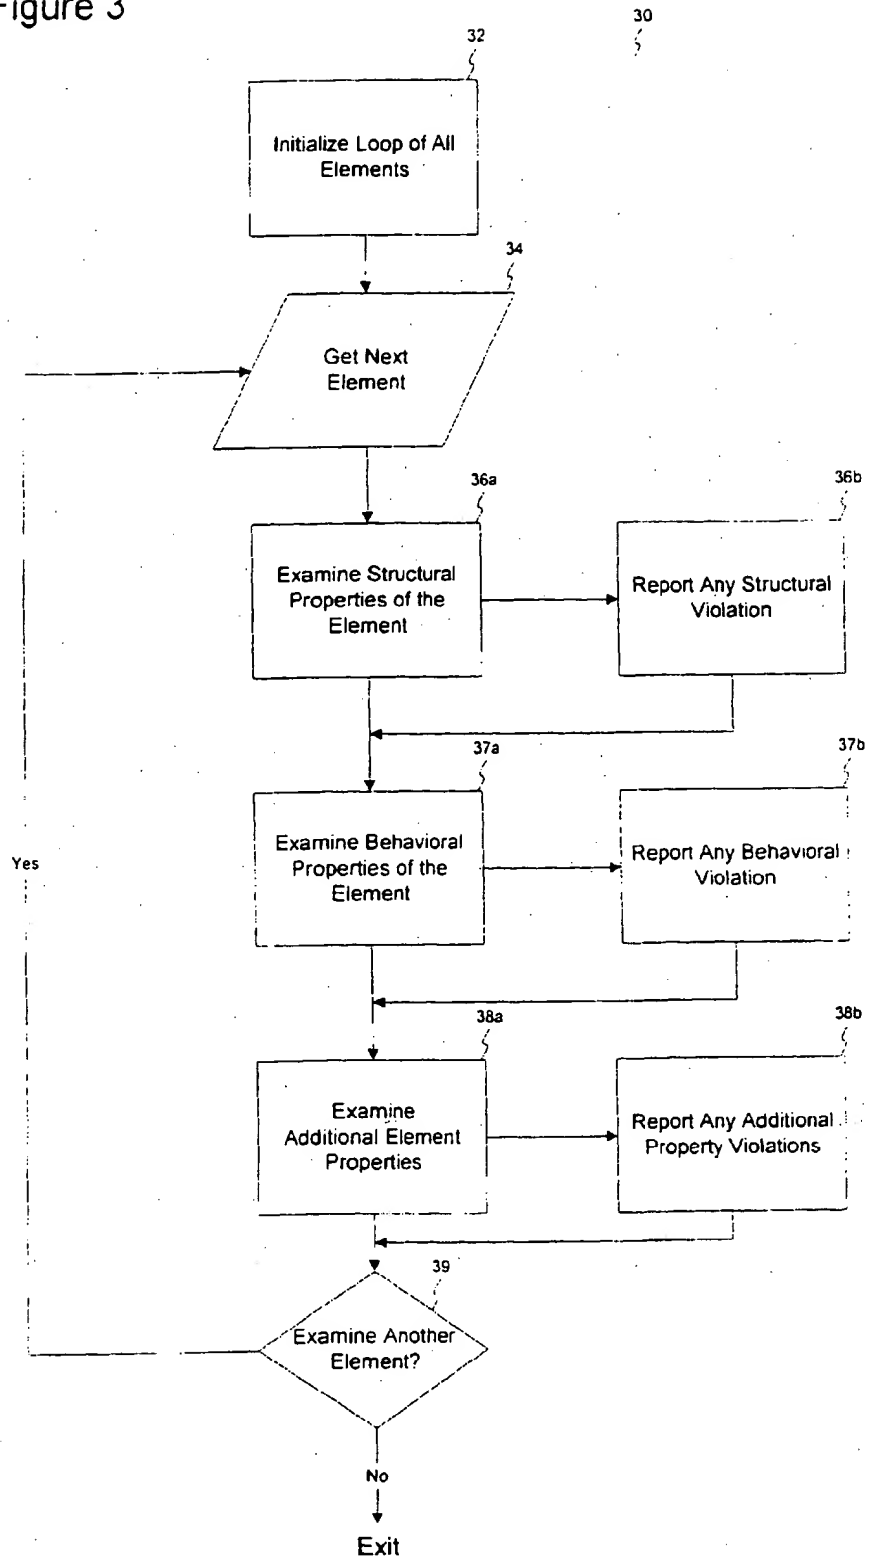 Figure 3
30
32
Initialize Loop of All
Elements
34
Get Next
Element
36a
36b
Examine Structural
Properties of the
Element
Report Any Structural
Violation
37a
37b
Examine Behavioral
Properties of the
Element
Report Any Behavioral
Violation
Yes
38a
38b
Examine
Additional Element
Properties
Report Any Additional
Property Violations
39
Examine Another
Element?
No
Exit